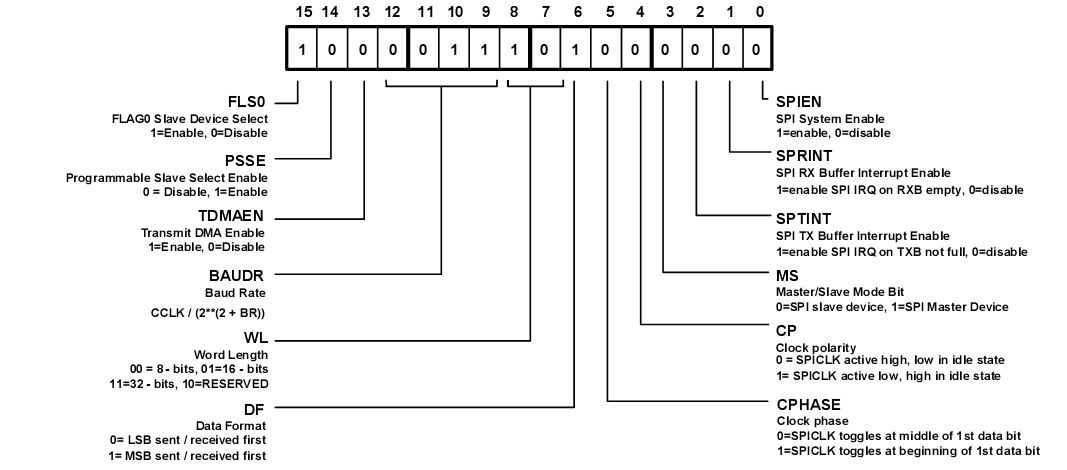 15 14 13 12 11 10 9 8 7 6 5 4 3 2 1 0
1 0 0 0 0 1 1 1 0 1 0 0 0 0 0 0
FLS0
FLAG0 Slave Device Select
1=Enable, 0=Disable
PSSE
Programmable Slave Select Enable
0 = Disable, 1=Enable
TDMAEN
Transmit DMA Enable
1=Enable, 0=Disable
BAUDR
Baud Rate
CCLK / (2**(2 + BR))
WL
Word Length
00 = 8 - bits, 01=16 - bits
11=32 - bits, 10=RESERVED
DF
Data Format
0= LSB sent / received first
1= MSB sent / received first
SPIEN
SPI System Enable
1=enable, 0=disable
SPRINT
SPI RX Buffer Interrupt Enable
1=enable SPI IRQ on RXB empty, 0=disable
SPTINT
SPI TX Buffer Interrupt Enable
1=enable SPI IRQ on TXB not full, 0=disable
MS
Master/Slave Mode Bit
0=SPI slave device, 1=SPI Master Device
CP
Clock polarity
0 = SPICLK active high, low in idle state
1= SPICLK active low, high in idle state
CPHASE
Clock phase
0=SPICLK toggles at middle of 1st data bit
1=SPICLK toggles at beginning of 1st data bit